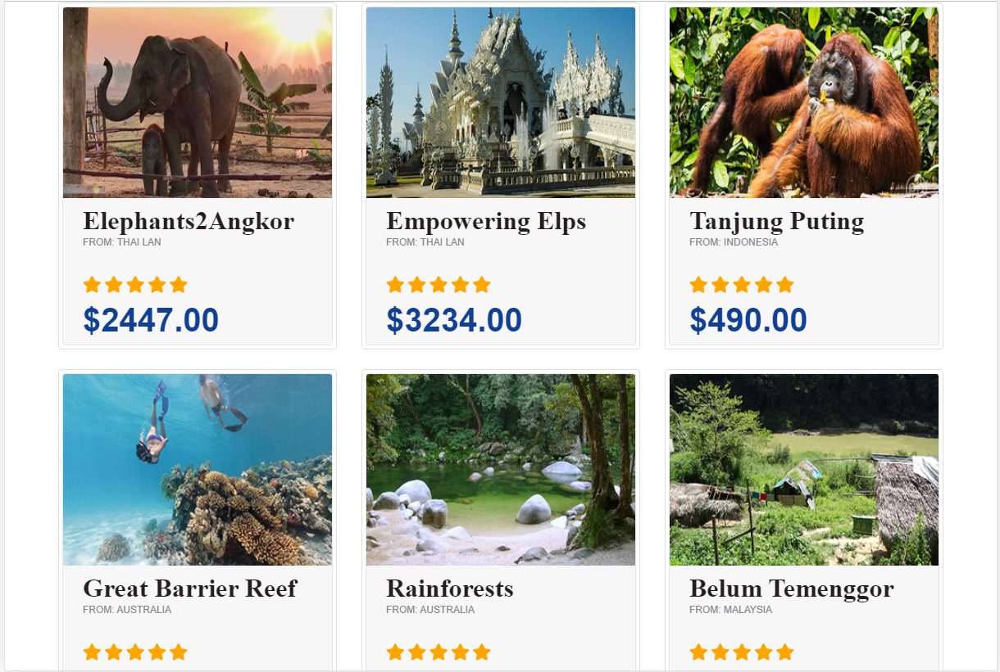 Elephants2Angkor
FROM: THAI LAN
$2447.00
Empowering Elps
FROM: THAI LAN
$3234.00
Tanjung Puting
FROM: INDONESIA
$490.00
Great Barrier Reef
FROM: AUSTRALIA
Rainforests
FROM: AUSTRALIA
Belum Temenggor
FROM: MALAYSIA